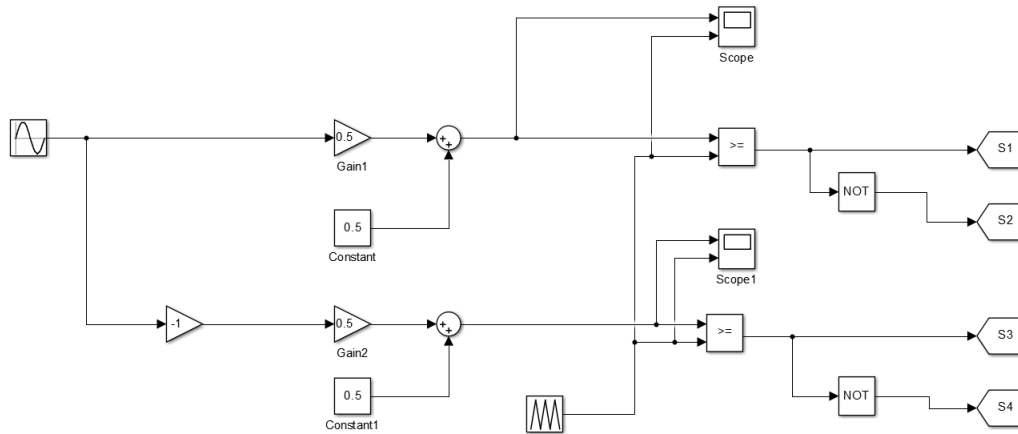 Scope
0.5
Gain1
>=
S1
NOT
S2
0.5
Constant
Scope1
-1
0.5
Gain2
>=
S3
0.5
Constant1
NOT
S4